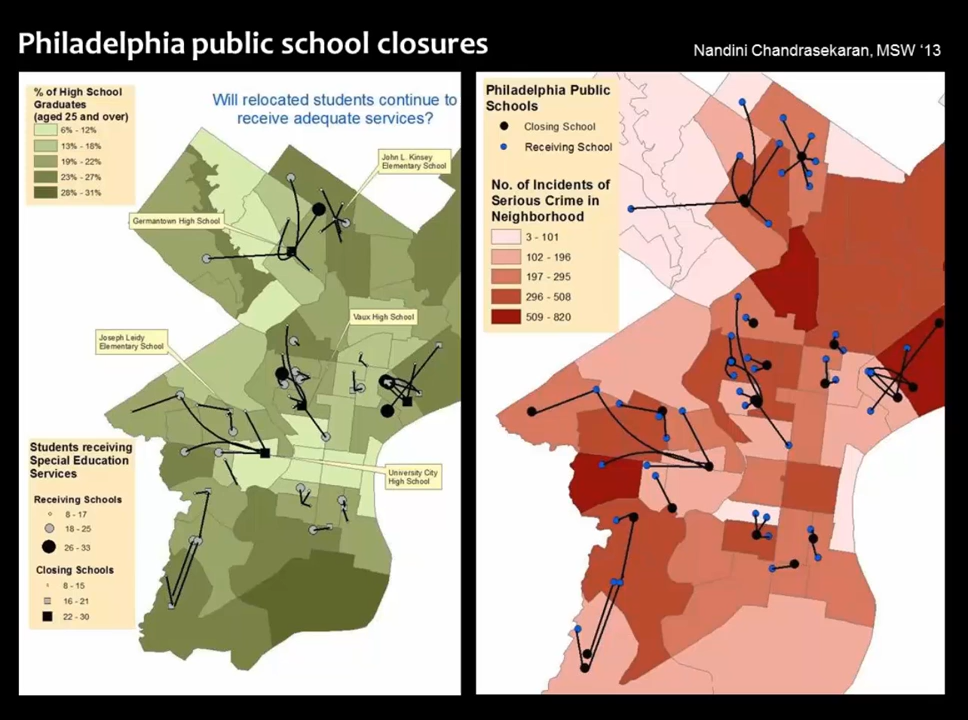 Philadelphia public school closures
Nandini Chandrasekaran, MSW ‘13
% of High School
Graduates
(aged 25 and over)
6% - 12%
13% - 18%
19% - 22%
23% - 27%
28% - 31%
Will relocated students continue to
receive adequate services?
John L. Kinsey
Elementary School
Germantown High School
Vaux High School
Joseph Leidy
Elementary School
University City
High School
Students receiving
Special Education
Services
Receiving Schools
8 - 17
18 - 25
26 - 33
Closing Schools
8 - 15
16 - 21
22 - 30
Philadelphia Public
Schools
Closing School
Receiving School
No. of Incidents of
Serious Crime in
Neighborhood
3 - 101
102 - 196
197 - 295
296 - 508
509 - 820